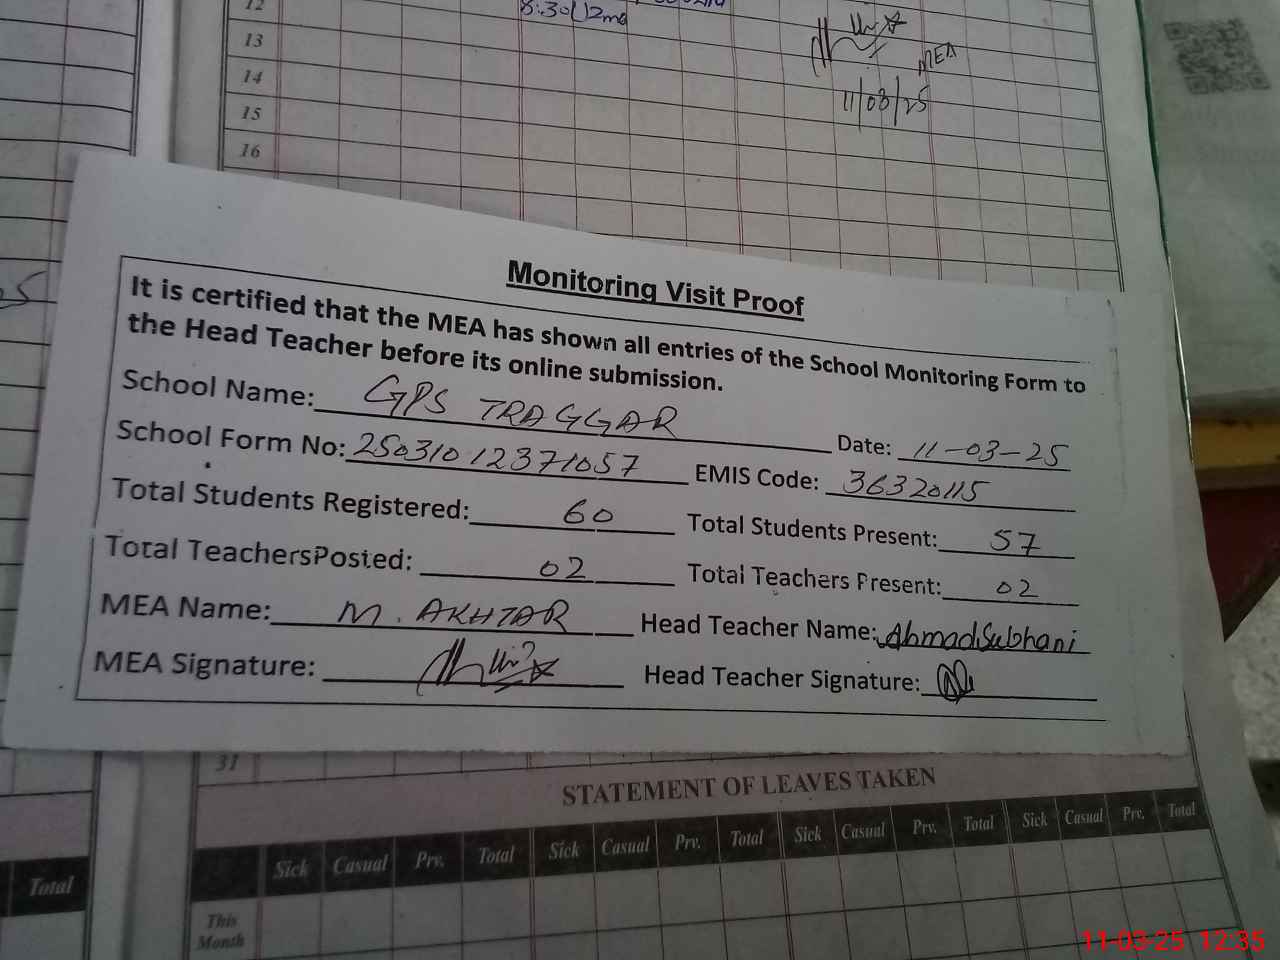 12
8:30
13
MEA
14
11/03/25
15
16
Monitoring Visit Proof
It is certified that the MEA has shown all entries of the School Monitoring Form to
the Head Teacher before its online submission.
School Name: GPS TRAGGAR Date: 11-03-25
School Form No: 25031012371057 EMIS Code: 36320115
Total Students Registered: 60 Total Students Present: 57
Total TeachersPosted: 02 Total Teachers Present: 02
MEA Name: M. AKHTAR Head Teacher Name: Ahmad Subhani
MEA Signature: Head Teacher Signature:
31
STATEMENT OF LEAVES TAKEN
Sick Casual Prv. Total Sick Casual Prv. Total Sick Casual Prv. Total Sick Casual Prv. Total
Total
This
Month
11-03-25 12:35